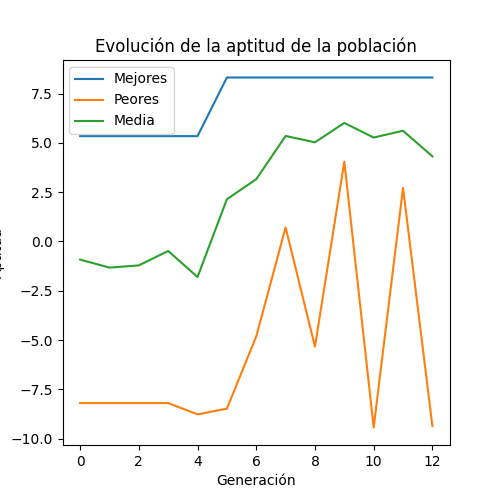 Evolución de la aptitud de la población
Mejores
Peores
Media
7.5
5.0
2.5
0.0
−2.5
−5.0
−7.5
−10.0
0 2 4 6 8 10 12
Generación